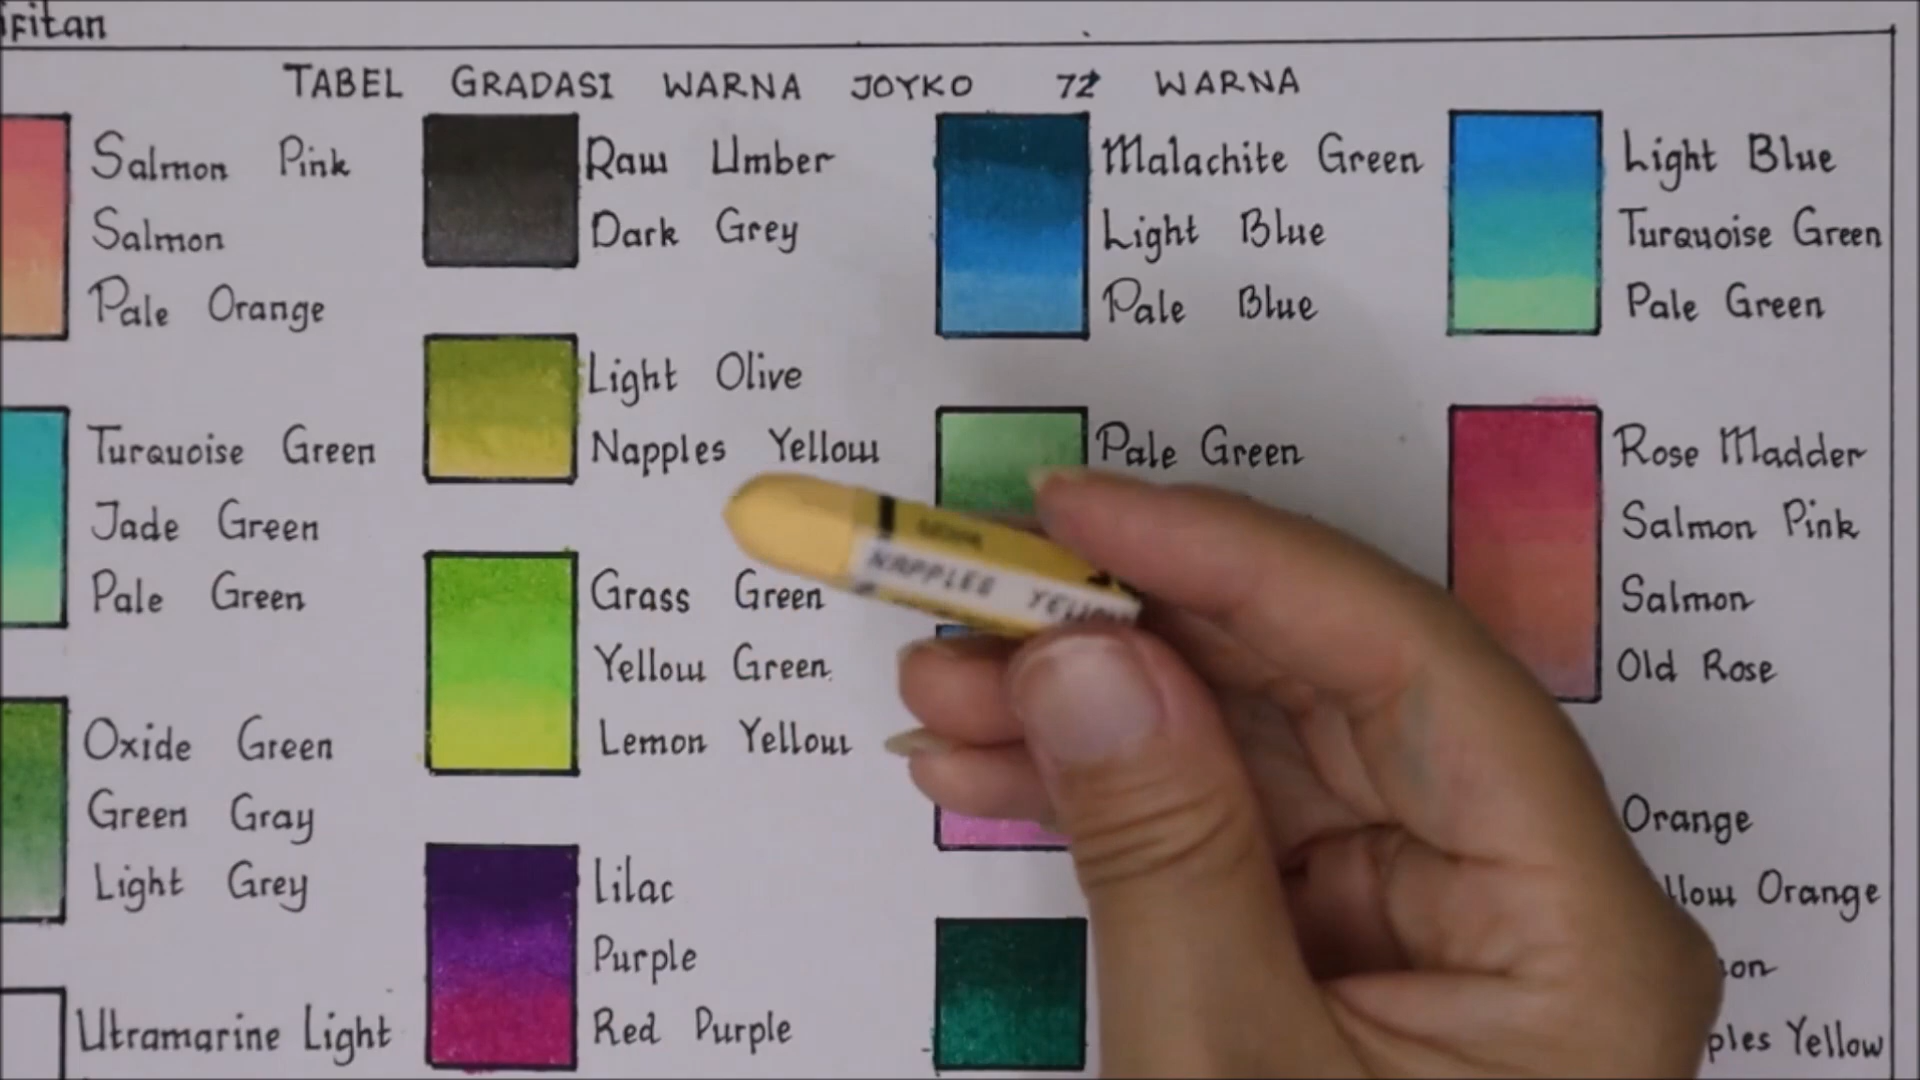 TABEL GRADASI WARNA JOYKO 72 WARNA
Salmon Pink
Salmon
Pale Orange
Turquoise Green
Jade Green
Pale Green
Oxide Green
Green Gray
Light Grey
Utramarine Light
Raw Umber
Dark Grey
Light Olive
Napples Yellow
Grass Green
Yellow Green
Lemon Yellow
Lilac
Purple
Red Purple
Malachite Green
Light Blue
Pale Blue
Pale Green
NAPPLES YELLOW
Light Blue
Turquoise Green
Pale Green
Rose Madder
Salmon Pink
Salmon
Old Rose
Orange
Orange
Yellow